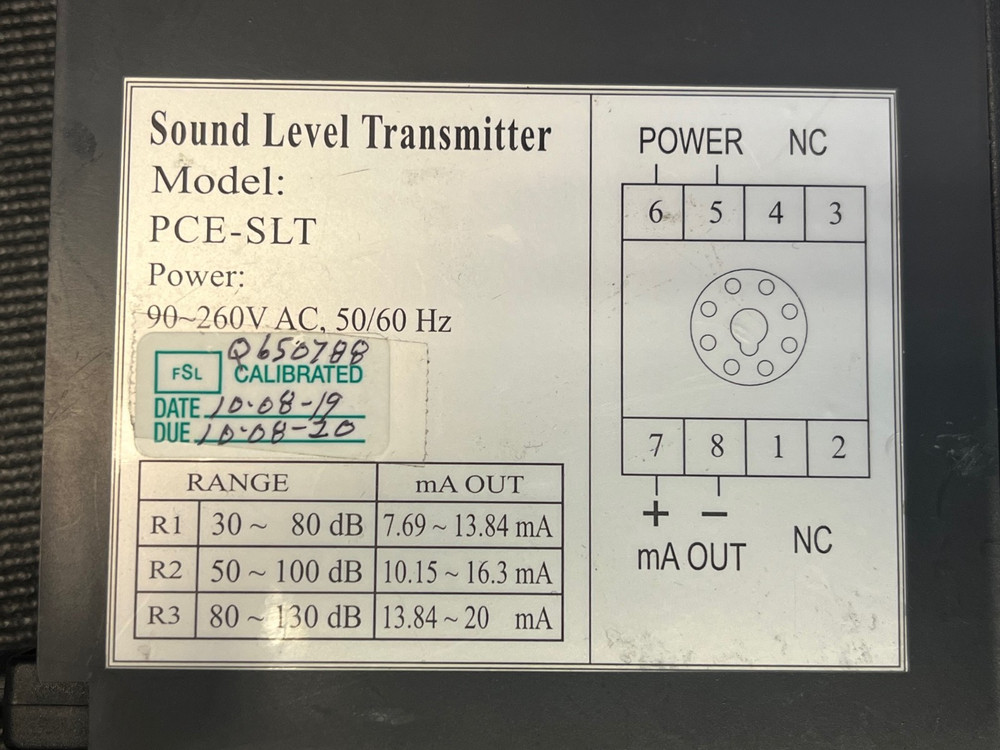 Sound Level Transmitter
Model:
PCE-SLT
Power:
90~260V AC, 50/60 Hz
Q650788
FSL CALIBRATED
DATE 10-08-19
DUE 10-08-20
RANGE mA OUT
R1 30 ~ 80 dB 7.69 ~ 13.84 mA
R2 50 ~ 100 dB 10.15 ~ 16.3 mA
R3 80 ~ 130 dB 13.84 ~ 20 mA
POWER NC
6 5 4 3
7 8 1 2
+ −
mA OUT NC